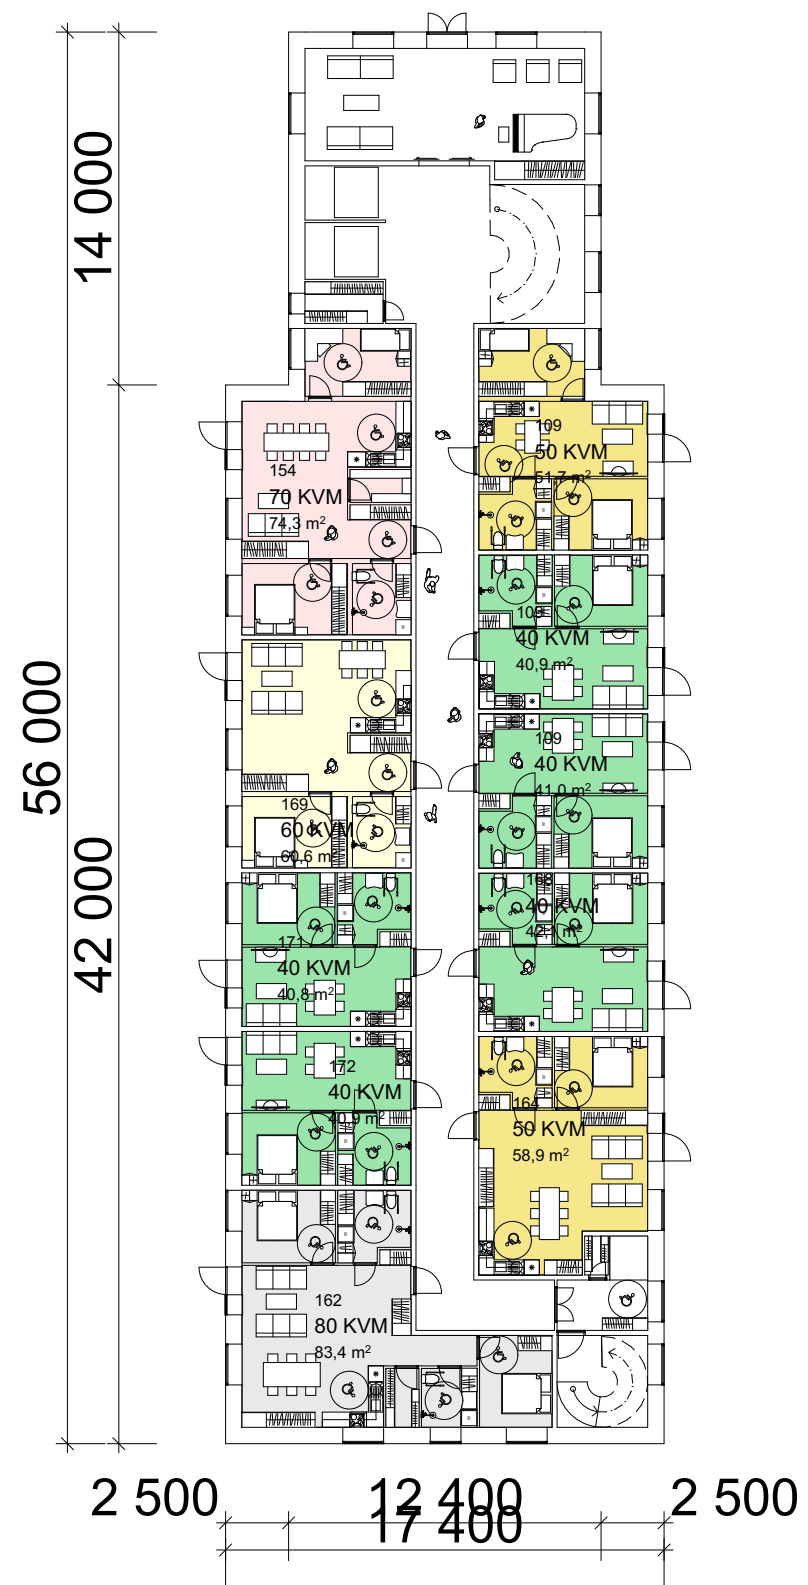 14 000
56 000
42 000
154
70 KVM
74,3 m²
109
50 KVM
51,7 m²
109
40 KVM
40,9 m²
109
40 KVM
41,0 m²
169
60 KVM
60,6 m²
168
40 KVM
42,1 m²
171
40 KVM
40,8 m²
172
40 KVM
40,9 m²
164
50 KVM
58,9 m²
162
80 KVM
83,4 m²
2 500
12 400
2 500
17 400